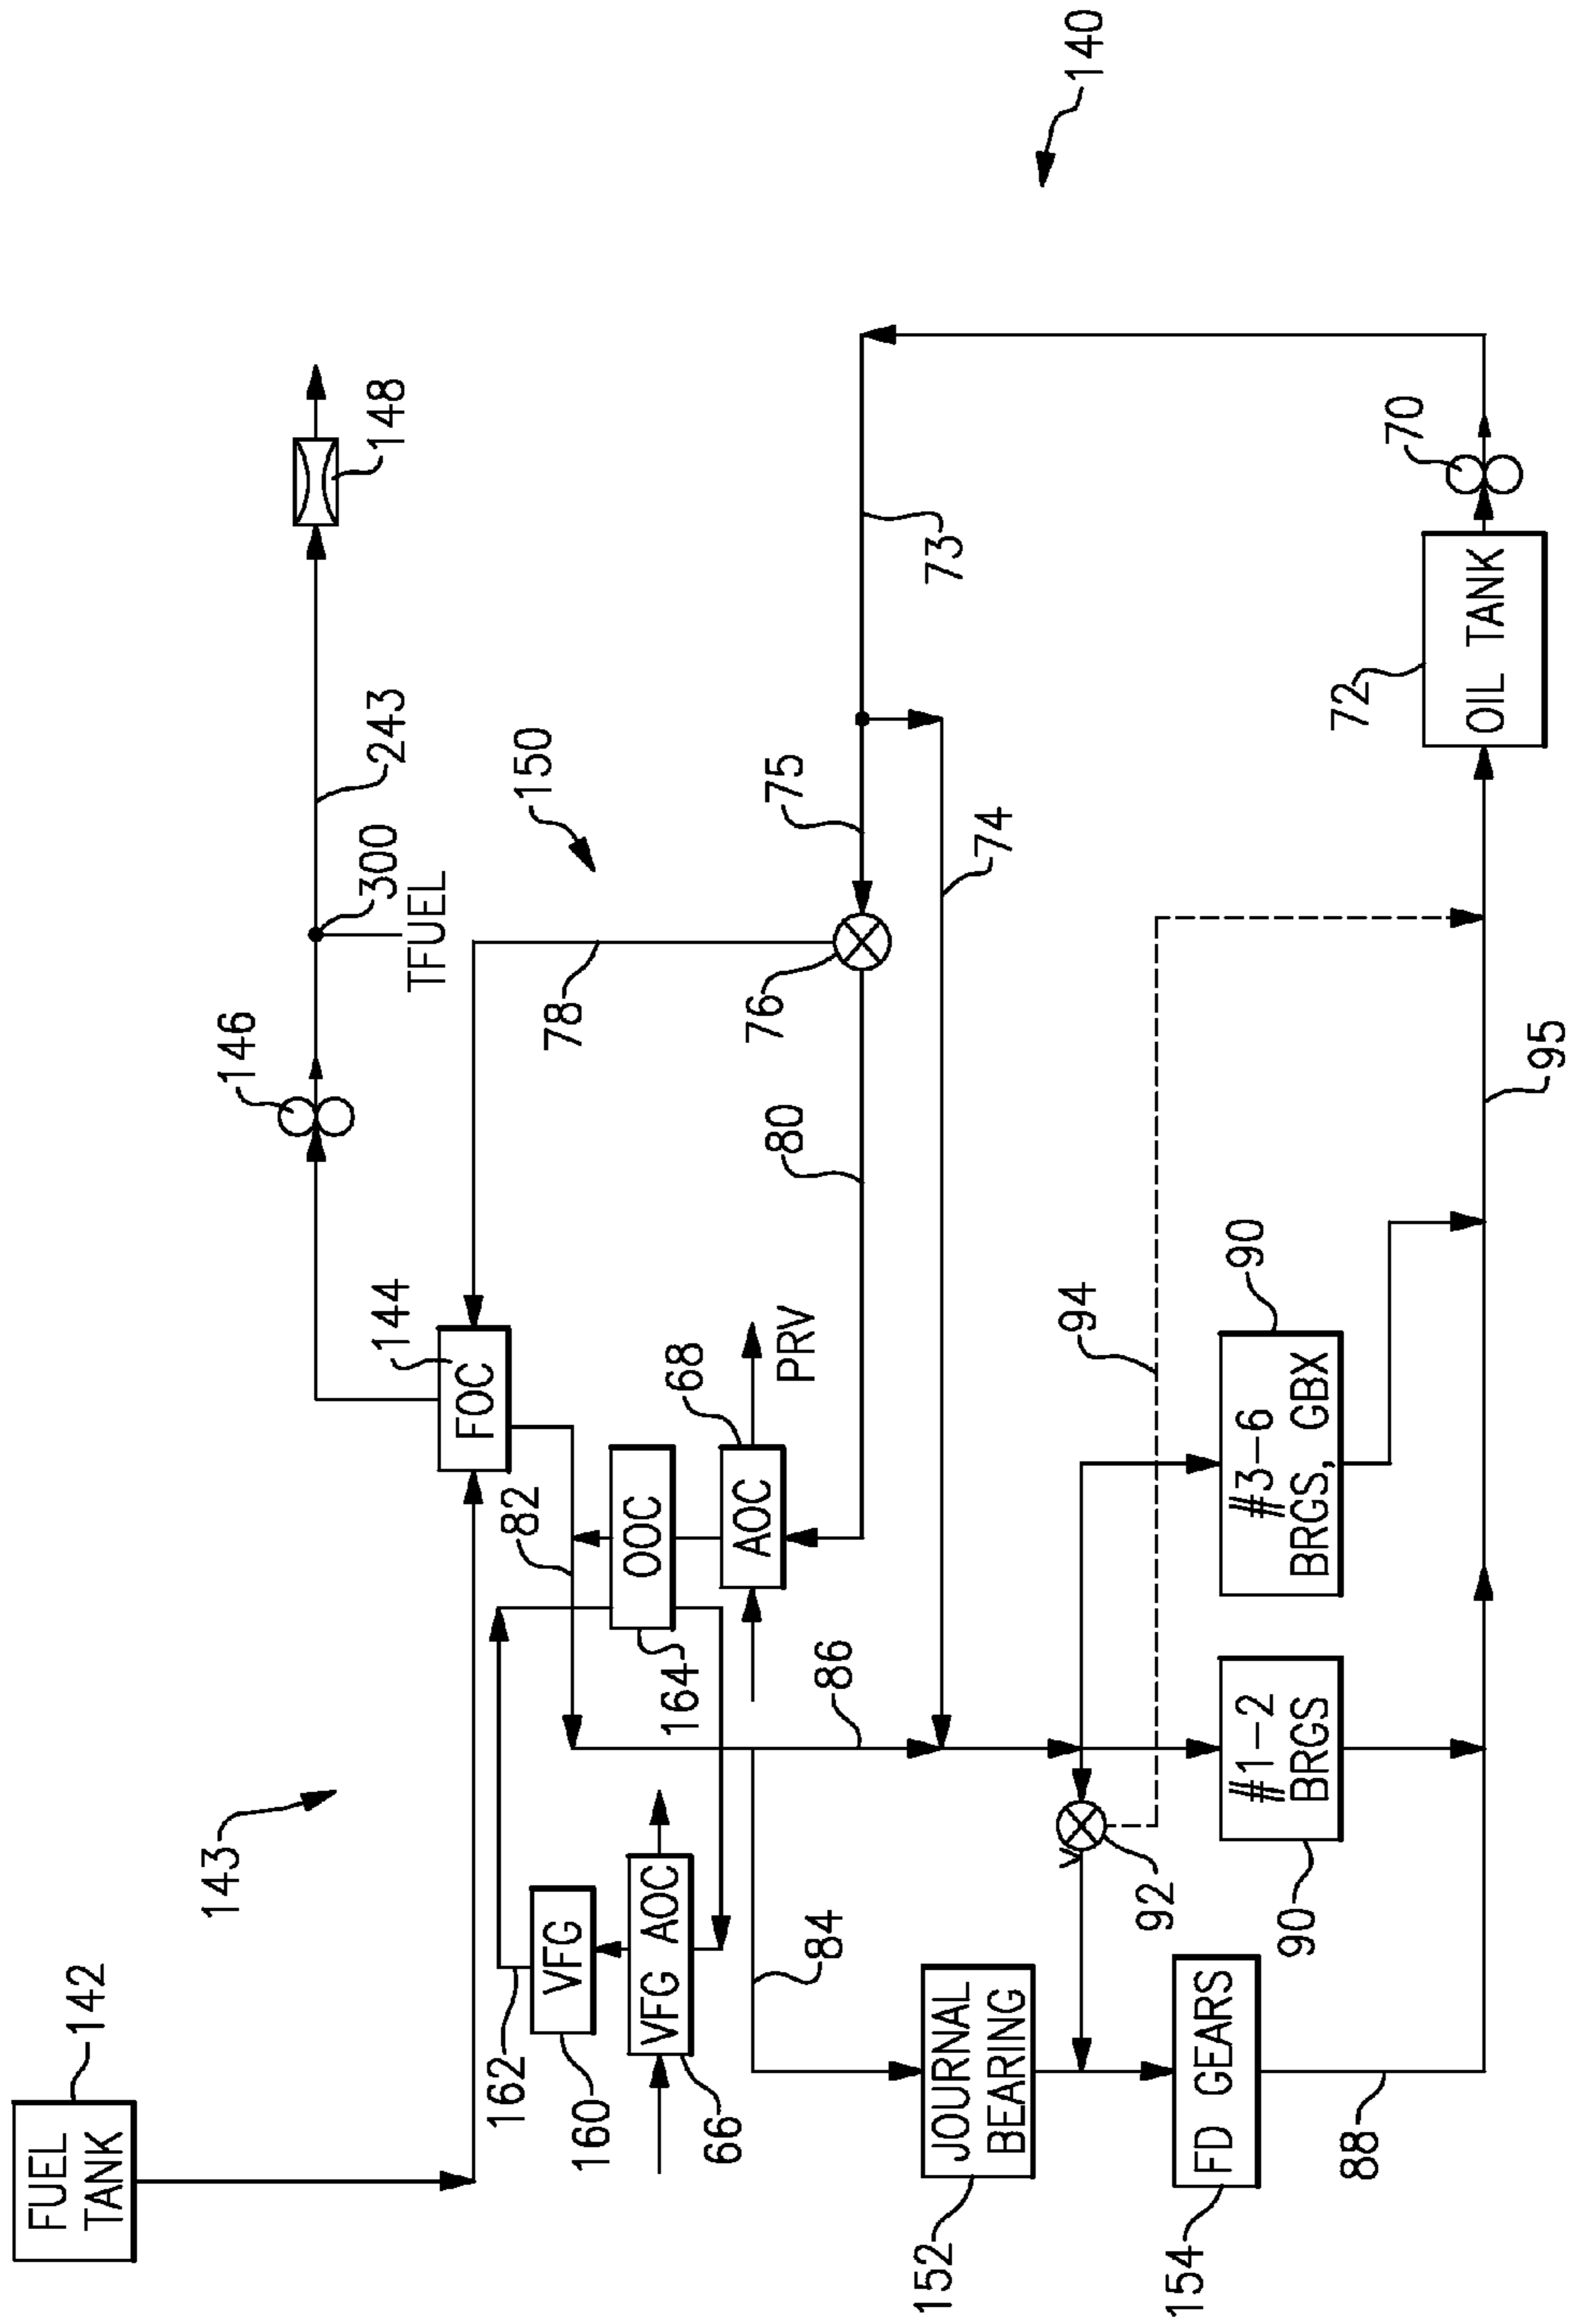 FUEL
TANK
142
143
146
144
300
TFUEL
243
148
162
82
78
150
FOC
VFG
160
OOC
VFG AOC
164
68
66
AOC
PRV
76
80
75
84
86
73
74
152
JOURNAL
BEARING
94
140
92
154
FD GEARS
#1-2
BRGS
90
#3-6
BRGS, GBX
90
88
95
72
OIL TANK
70